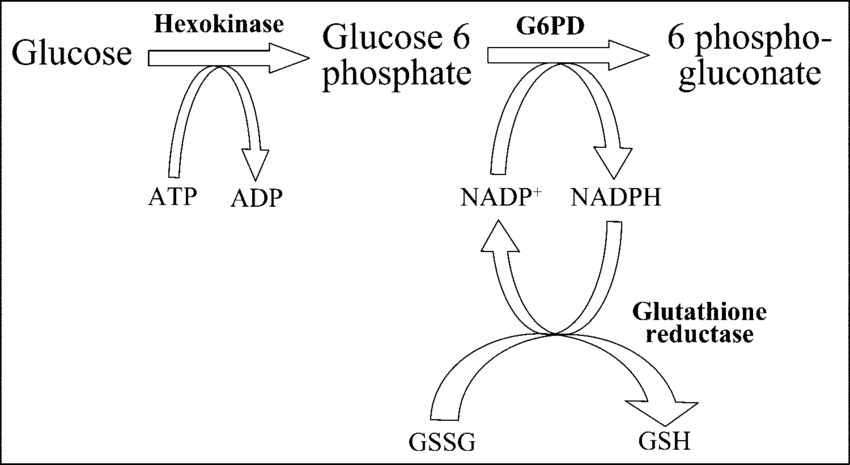 Hexokinase
G6PD
Glucose
Glucose 6
phosphate
6 phospho-
gluconate
ATP
ADP
NADP+
NADPH
Glutathione
reductase
GSSG
GSH